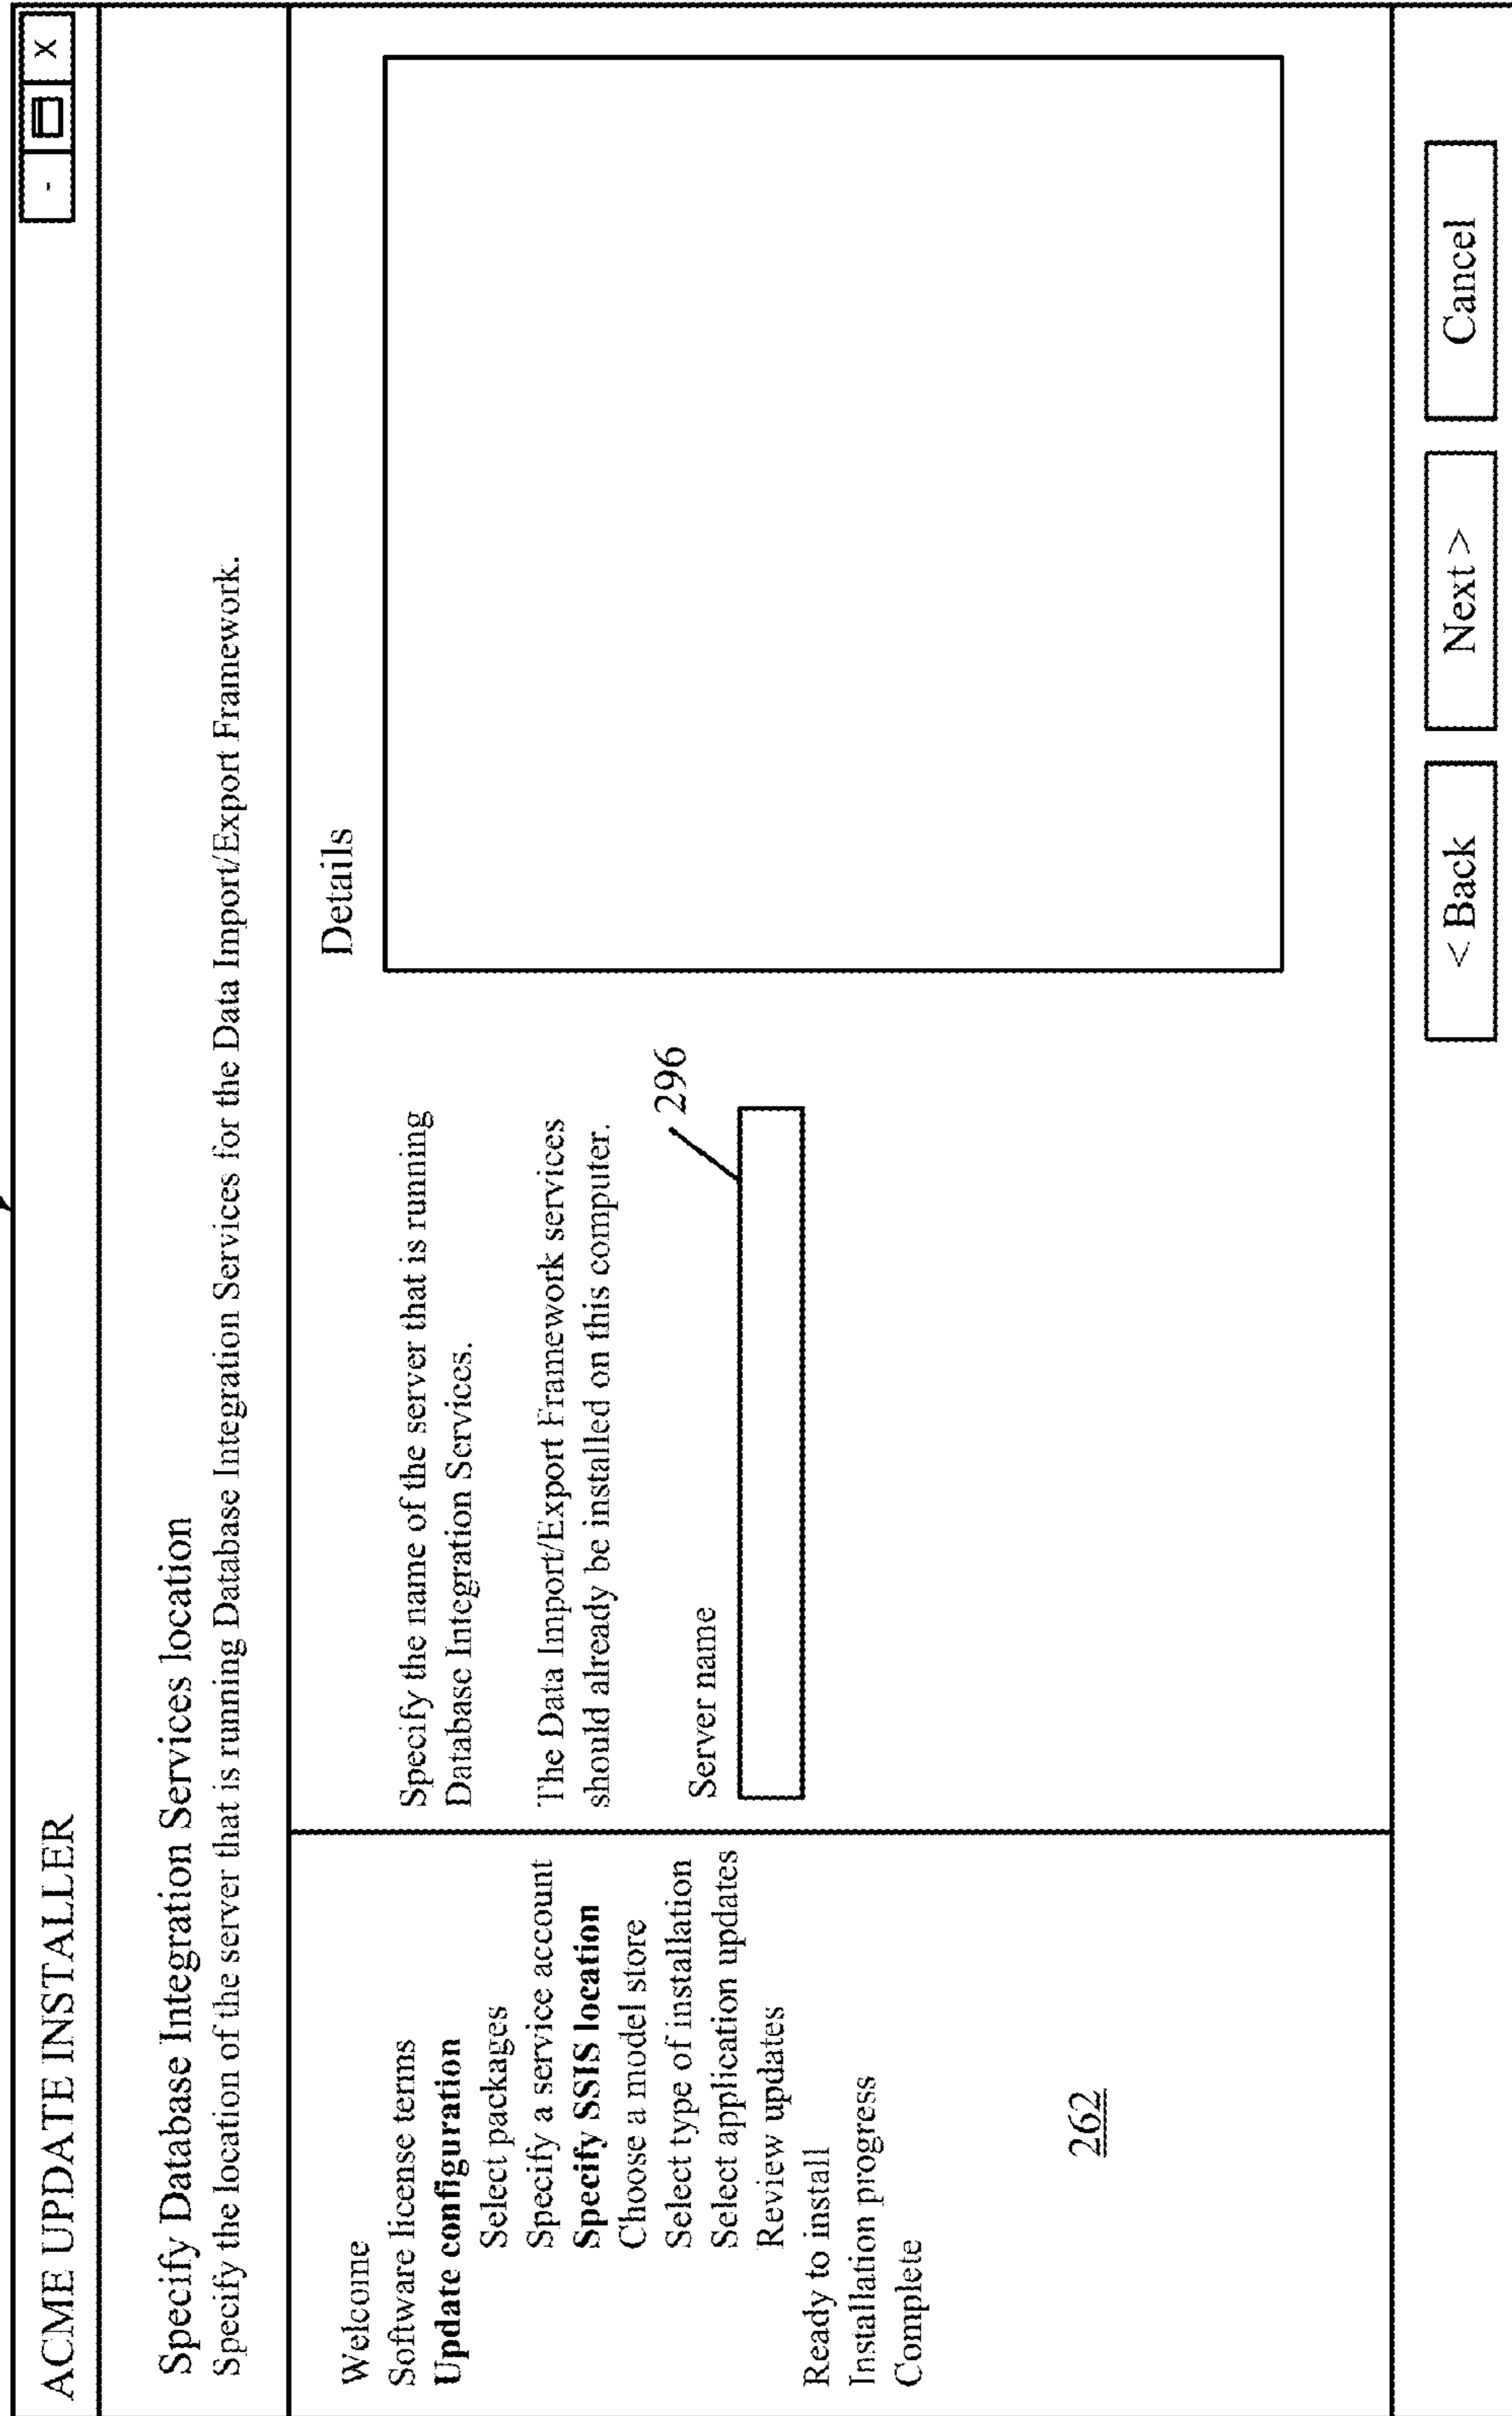 ACME UPDATE INSTALLER
- X
Specify Database Integration Services location
Specify the location of the server that is running Database Integration Services for the Data Import/Export Framework.
Welcome
Software license terms
Update configuration
Select packages
Specify a service account
Specify SSIS location
Choose a model store
Select type of installation
Select application updates
Review updates
Ready to install
Installation progress
Complete
262
Specify the name of the server that is running
Database Integration Services.
The Data Import/Export Framework services
should already be installed on this computer.
Server name
296
Details
< Back
Next >
Cancel